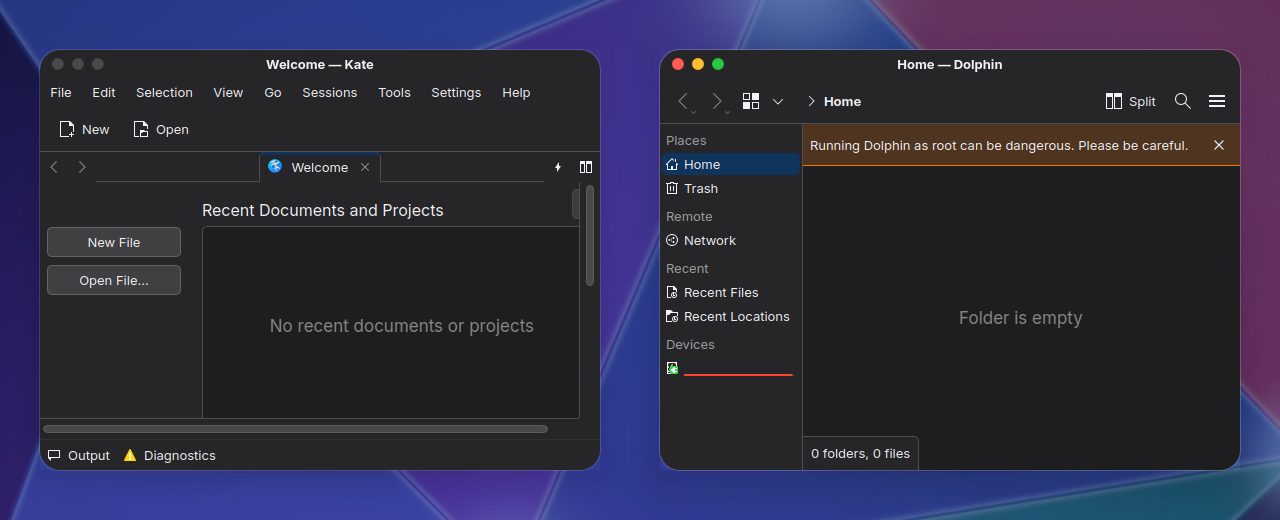 Welcome — Kate
File Edit Selection View Go Sessions Tools Settings Help
New Open
Welcome
Recent Documents and Projects
New File
Open File...
No recent documents or projects
Output Diagnostics
Home — Dolphin
Home Split
Places
Home
Trash
Remote
Network
Recent
Recent Files
Recent Locations
Devices
Running Dolphin as root can be dangerous. Please be careful.
Folder is empty
0 folders, 0 files